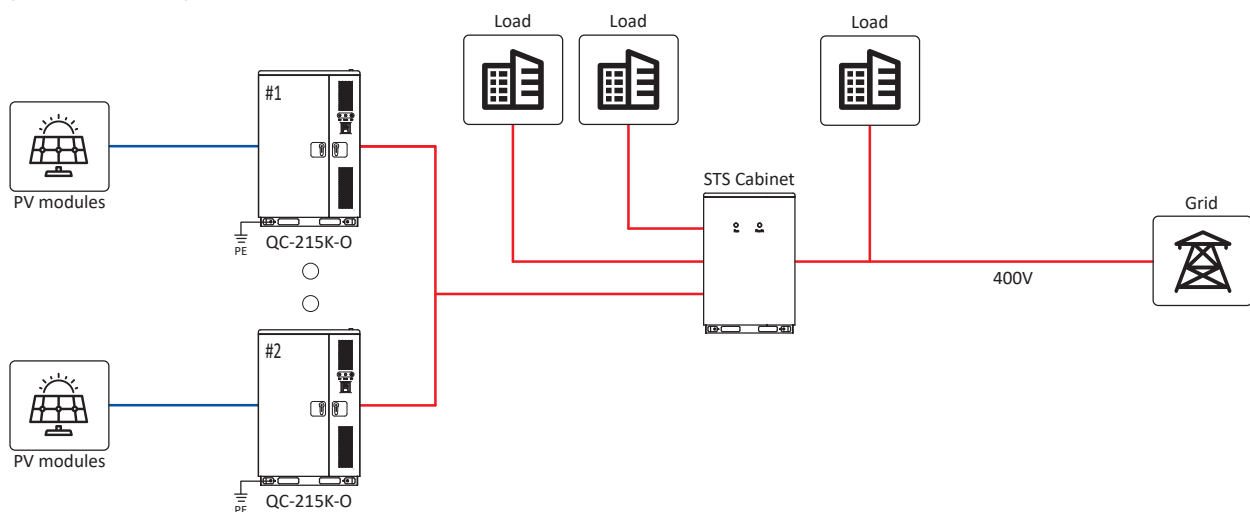 Load
Load
Load
#1
PV modules
PE
QC-215K-O
STS Cabinet
Grid
400V
#2
PV modules
PE
QC-215K-O